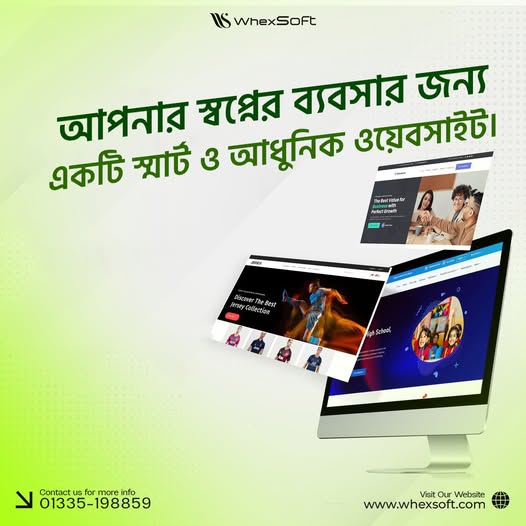 WHEXSOFT
আপনার স্বপ্নের ব্যবসার জন্য
একটি স্মার্ট ও আধুনিক ওয়েবসাইট।
The Best Value for
Business with
Perfect Growth
Discover The Best
Jersey Collection
High School,
Contact us for more info
01335-198859
Visit Our Website
www.whexsoft.com